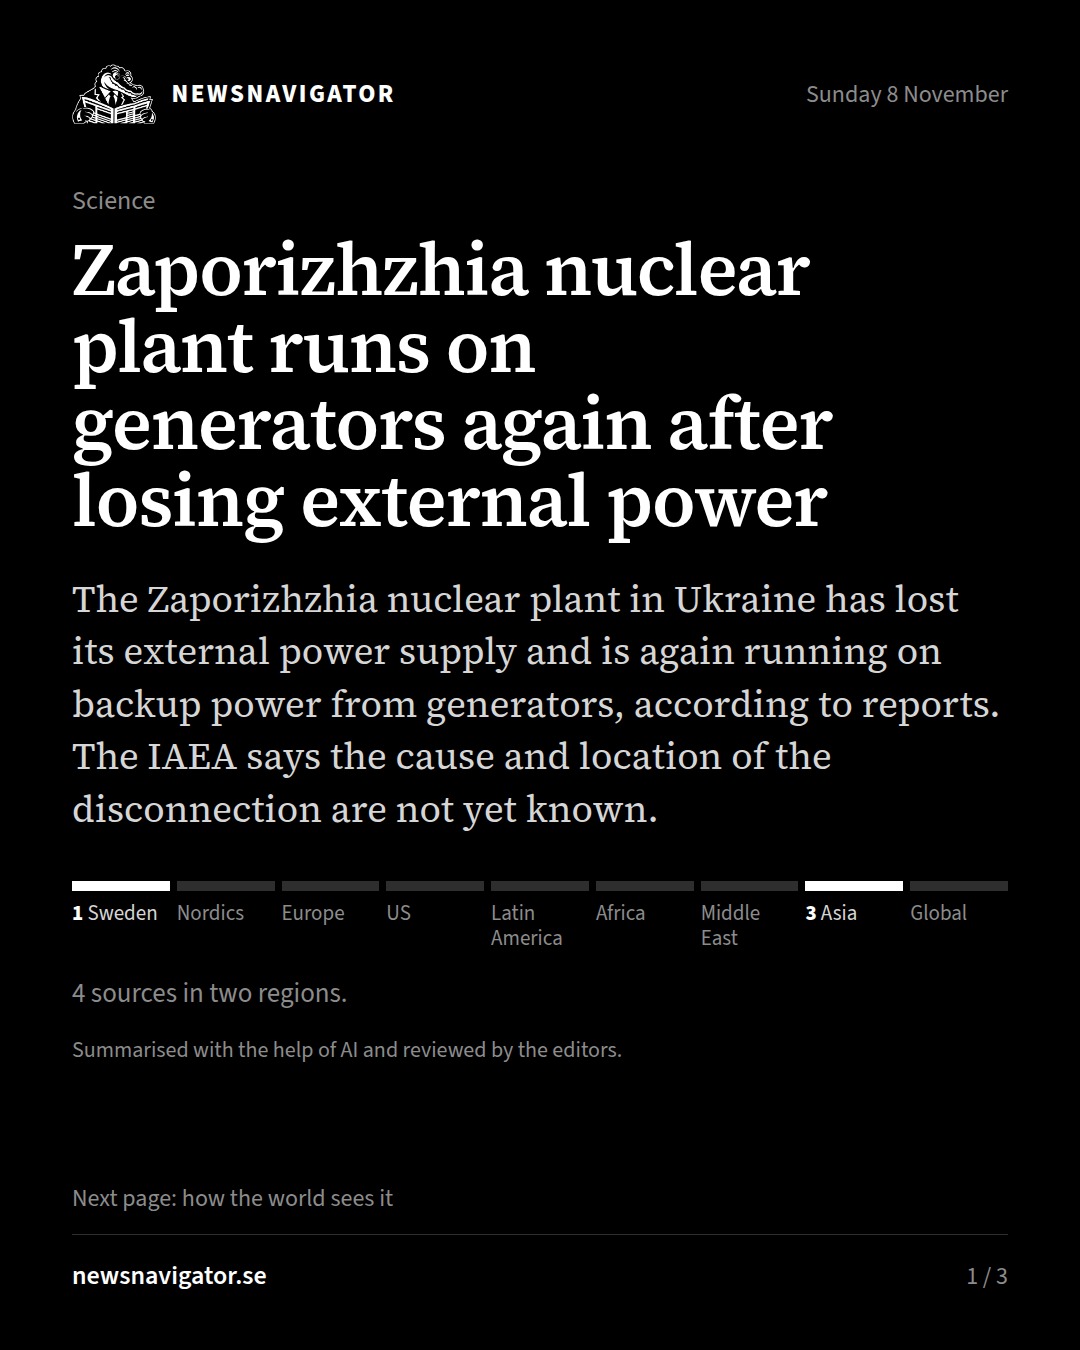 NEWSNAVIGATOR
Sunday 8 November
Science
Zaporizhzhia nuclear
plant runs on
generators again after
losing external power
The Zaporizhzhia nuclear plant in Ukraine has lost
its external power supply and is again running on
backup power from generators, according to reports.
The IAEA says the cause and location of the
disconnection are not yet known.
1 Sweden
Nordics
Europe
US
Latin
America
Africa
Middle
East
3 Asia
Global
4 sources in two regions.
Summarised with the help of AI and reviewed by the editors.
Next page: how the world sees it
newsnavigator.se
1 / 3